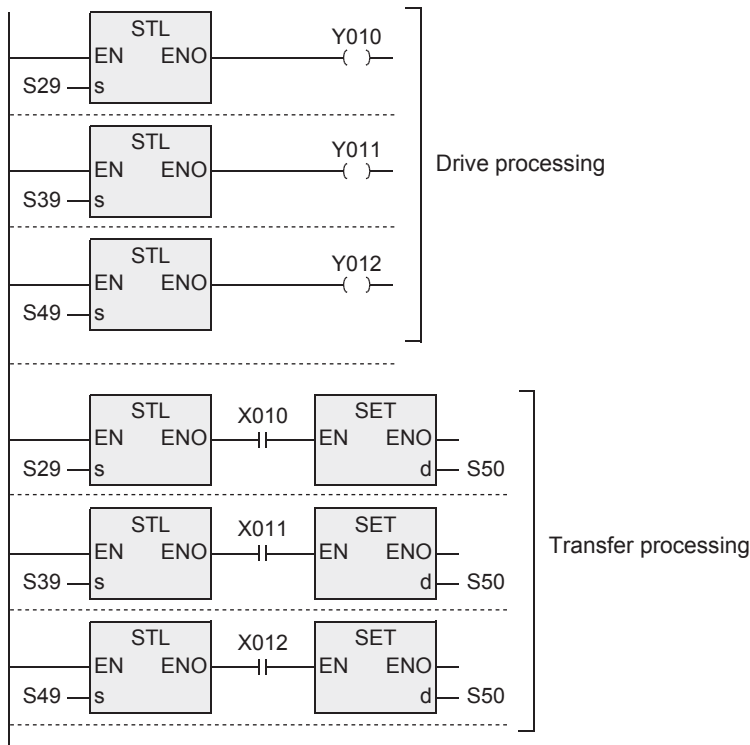 STL
Y010
EN ENO
S29 s
STL
Y011
EN ENO
Drive processing
S39 s
STL
Y012
EN ENO
S49 s
STL SET
X010
EN ENO EN ENO
S29 s d S50
STL SET
X011
EN ENO EN ENO
Transfer processing
S39 s d S50
STL SET
X012
EN ENO EN ENO
S49 s d S50